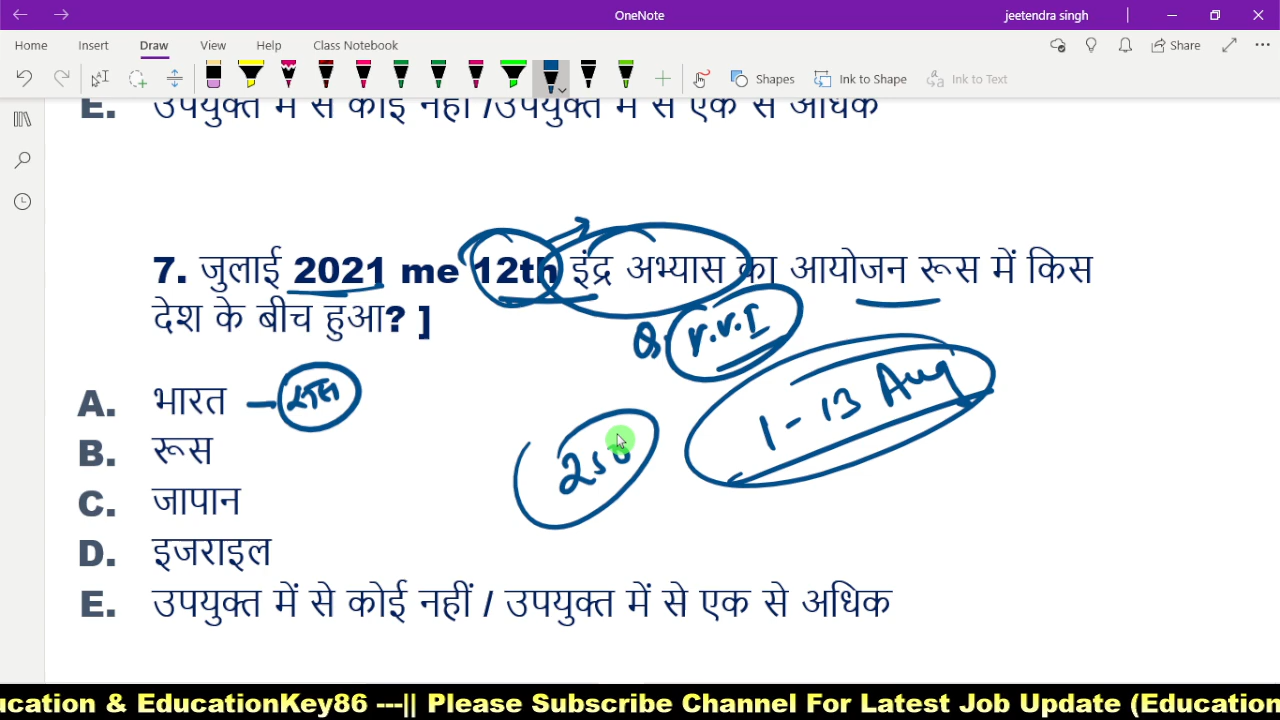 OneNote
jeetendra singh
Home Insert Draw View Help Class Notebook
Share
Shapes Ink to Shape Ink to Text
E. उपयुक्त में से कोई नहीं /उपयुक्त में से एक से अधिक
7. जुलाई 2021 me 12th इंद्र अभ्यास का आयोजन रूस में किस
देश के बीच हुआ? ]
Q. V.V.I
1-13 Aug
A. भारत - रूस
250
B. रूस
C. जापान
D. इजराइल
E. उपयुक्त में से कोई नहीं / उपयुक्त में से एक से अधिक
ucation & EducationKey86 ---|| Please Subscribe Channel For Latest Job Update (Education